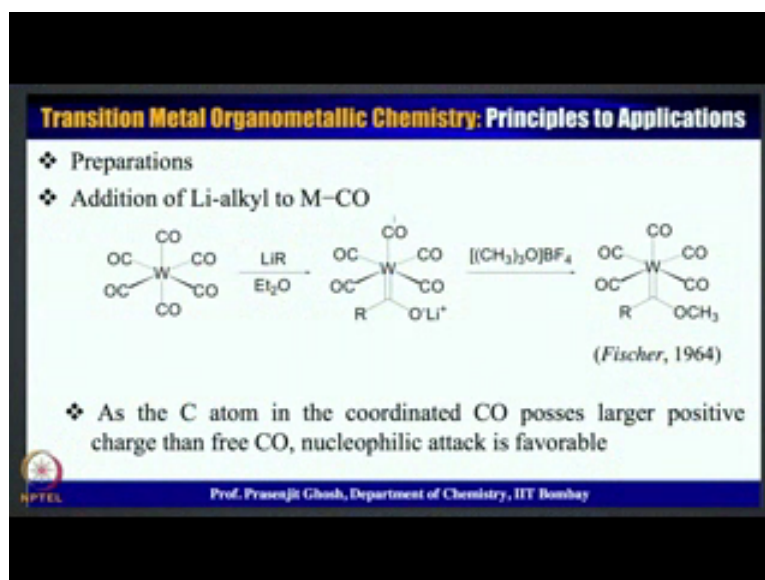 Transition Metal Organometallic Chemistry: Principles to Applications
❖ Preparations
❖ Addition of Li-alkyl to M−CO
CO CO CO
OC CO LiR OC CO [(CH₃)₃O]BF₄ OC CO
W W W
OC CO Et₂O OC CO OC CO
CO R O⁻Li⁺ R OCH₃
(Fischer, 1964)
❖ As the C atom in the coordinated CO posses larger positive
charge than free CO, nucleophilic attack is favorable
NPTEL
Prof. Prasenjit Ghosh, Department of Chemistry, IIT Bombay